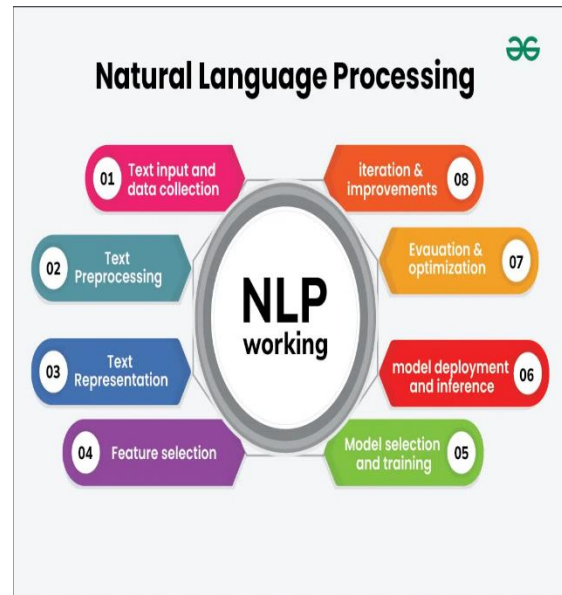 Natural Language Processing
01
Text input and
data collection
02
Text
Preprocessing
03
Text
Representation
04
Feature selection
NLP
working
iteration &
improvements
08
Evauation &
optimization
07
model deployment
and inference
06
Model selection
and training
05